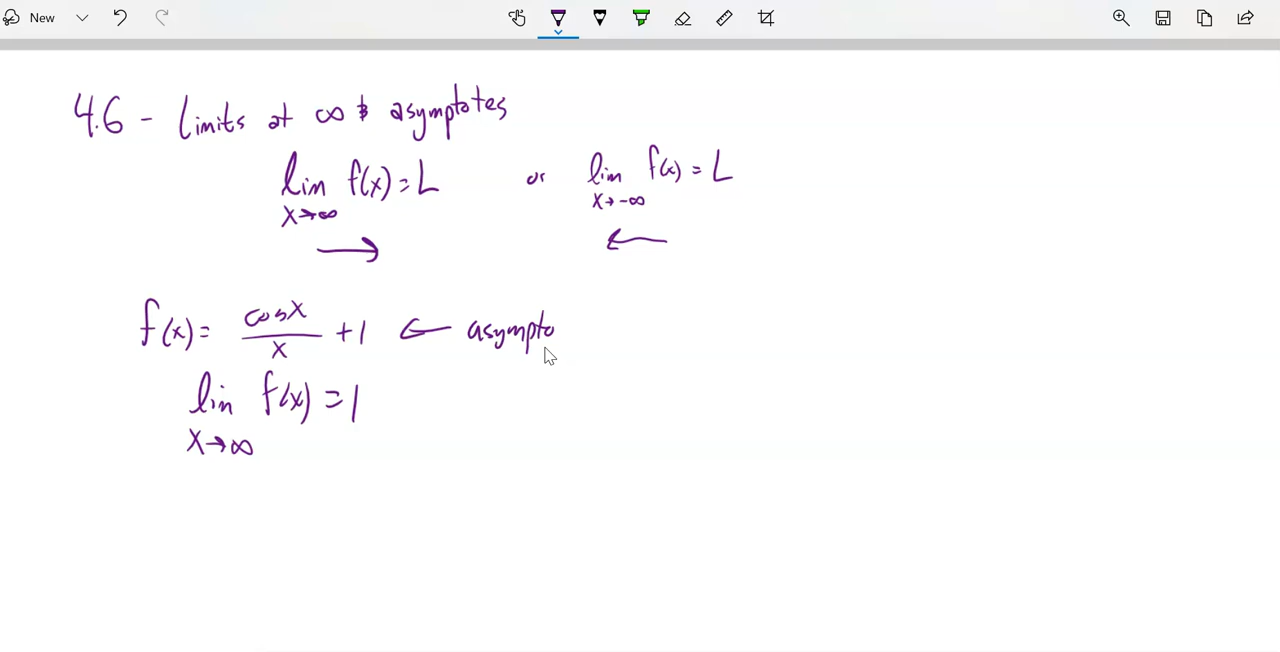 New
4.6 - Limits at ∞ & asymptotes
lim f(x) = L or lim f(x) = L
x→∞ x→-∞
f(x) = cosx/x + 1 ← asympto
lim f(x) = 1
x→∞